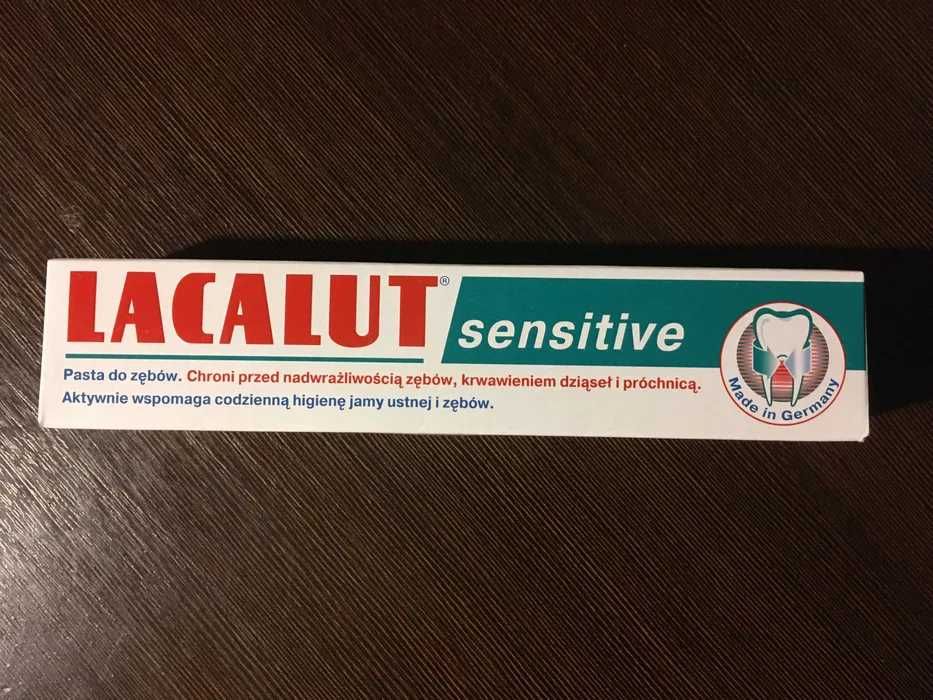 LACALUT® sensitive
Pasta do zębów. Chroni przed nadwrażliwością zębów, krwawieniem dziąseł i próchnicą.
Aktywnie wspomaga codzienną higienę jamy ustnej i zębów.
Made in Germany